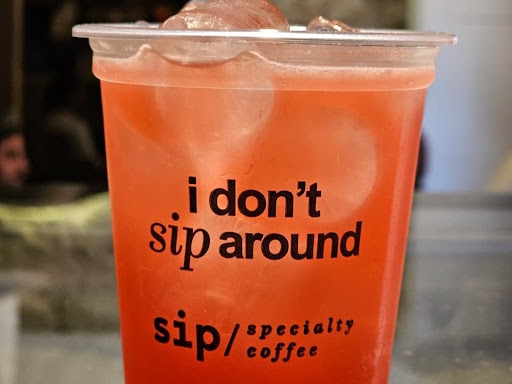 i don't
sip around
sip/ specialty
coffee